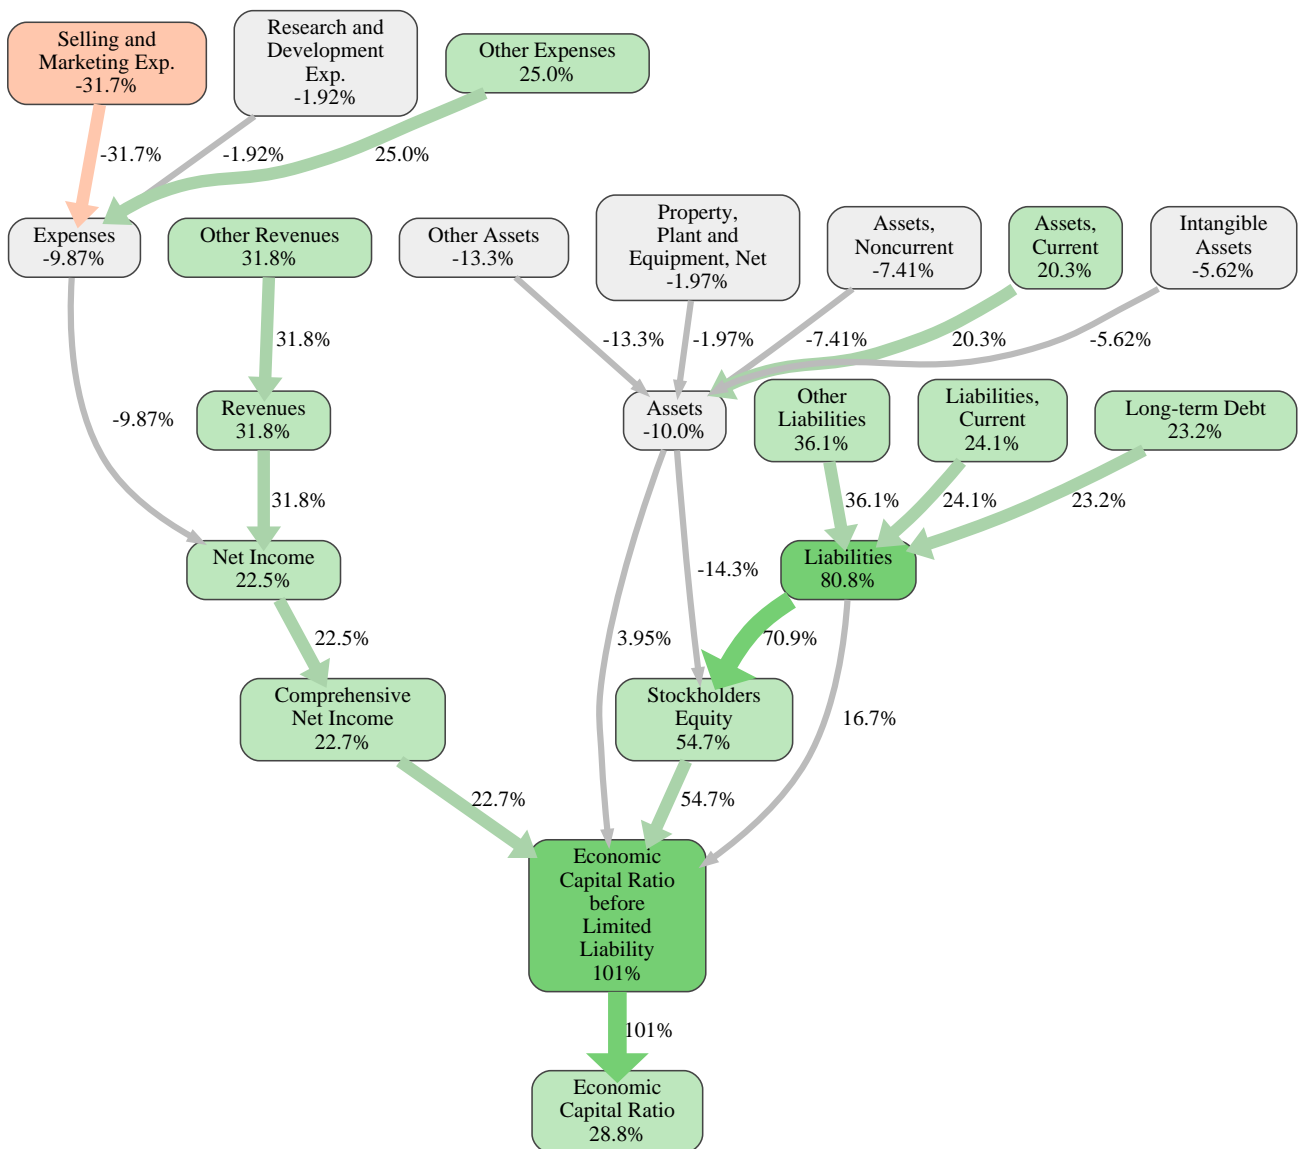 Selling and
Marketing Exp.
-31.7%
Research and
Development
Exp.
-1.92%
Other Expenses
25.0%
-31.7%
-1.92%
25.0%
Expenses
-9.87%
Other Revenues
31.8%
Other Assets
-13.3%
Property,
Plant and
Equipment, Net
-1.97%
Assets,
Noncurrent
-7.41%
Assets,
Current
20.3%
Intangible
Assets
-5.62%
31.8%
-13.3%
-1.97%
-7.41%
20.3%
-5.62%
-9.87%
Revenues
31.8%
Assets
-10.0%
Other
Liabilities
36.1%
Liabilities,
Current
24.1%
Long-term Debt
23.2%
31.8%
36.1%
24.1%
23.2%
Net Income
22.5%
-14.3%
Liabilities
80.8%
22.5%
3.95%
70.9%
Comprehensive
Net Income
22.7%
Stockholders
Equity
54.7%
16.7%
22.7%
54.7%
Economic
Capital Ratio
before
Limited
Liability
101%
101%
Economic
Capital Ratio
28.8%